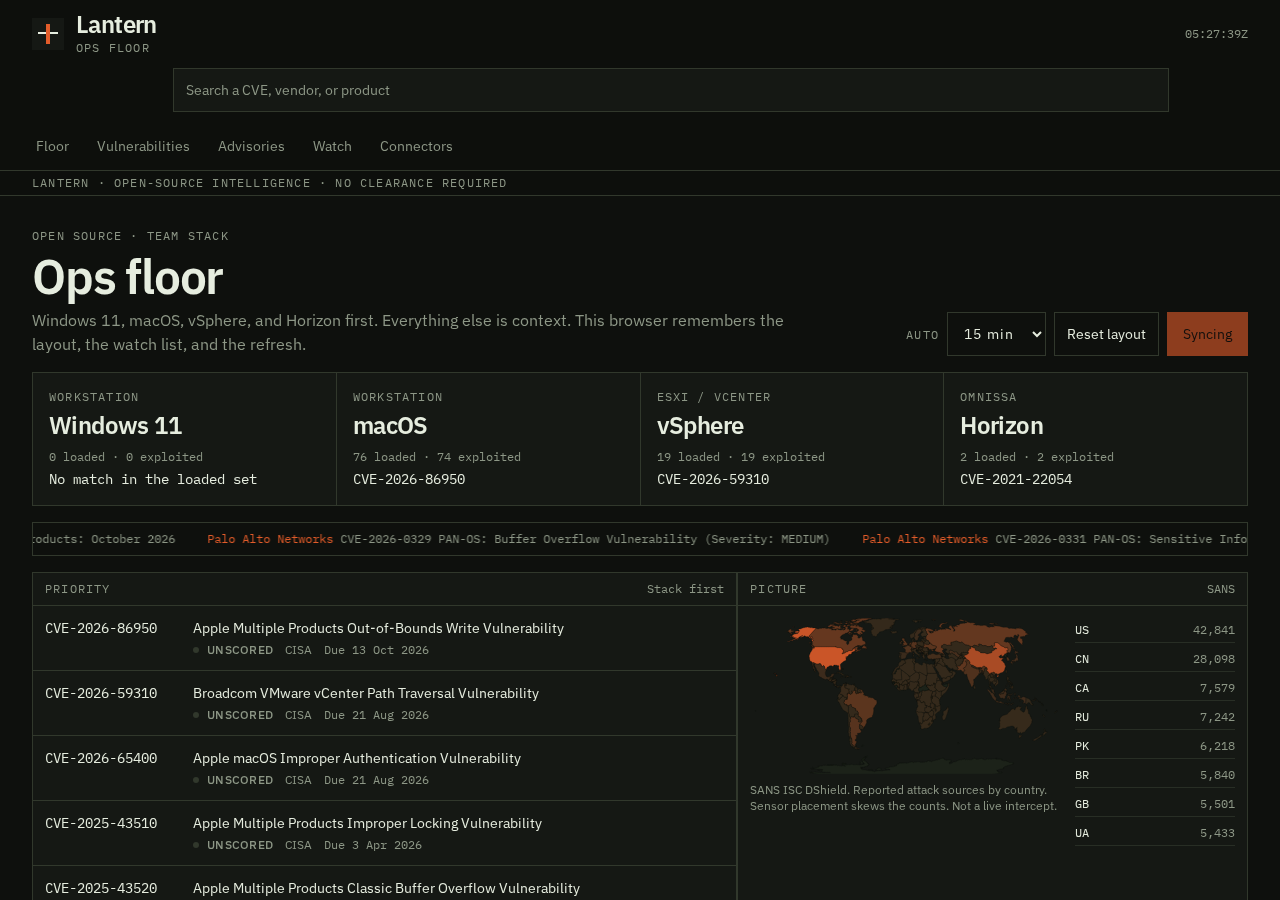 Lantern
OPS FLOOR
05:27:39Z
Search a CVE, vendor, or product
Floor Vulnerabilities Advisories Watch Connectors
LANTERN · OPEN-SOURCE INTELLIGENCE · NO CLEARANCE REQUIRED
OPEN SOURCE · TEAM STACK
Ops floor
Windows 11, macOS, vSphere, and Horizon first. Everything else is context. This browser remembers the
layout, the watch list, and the refresh.
AUTO 15 min Reset layout Syncing
WORKSTATION
Windows 11
0 loaded · 0 exploited
No match in the loaded set
WORKSTATION
macOS
76 loaded · 74 exploited
CVE-2026-86950
ESXI / VCENTER
vSphere
19 loaded · 19 exploited
CVE-2026-59310
OMNISSA
Horizon
2 loaded · 2 exploited
CVE-2021-22054
roducts: October 2026 Palo Alto Networks CVE-2026-0329 PAN-OS: Buffer Overflow Vulnerability (Severity: MEDIUM) Palo Alto Networks CVE-2026-0331 PAN-OS: Sensitive Info
PRIORITY Stack first
CVE-2026-86950 Apple Multiple Products Out-of-Bounds Write Vulnerability
UNSCORED CISA Due 13 Oct 2026
CVE-2026-59310 Broadcom VMware vCenter Path Traversal Vulnerability
UNSCORED CISA Due 21 Aug 2026
CVE-2026-65400 Apple macOS Improper Authentication Vulnerability
UNSCORED CISA Due 21 Aug 2026
CVE-2025-43510 Apple Multiple Products Improper Locking Vulnerability
UNSCORED CISA Due 3 Apr 2026
CVE-2025-43520 Apple Multiple Products Classic Buffer Overflow Vulnerability
PICTURE SANS
US 42,841
CN 28,098
CA 7,579
RU 7,242
PK 6,218
BR 5,840
GB 5,501
UA 5,433
SANS ISC DShield. Reported attack sources by country.
Sensor placement skews the counts. Not a live intercept.